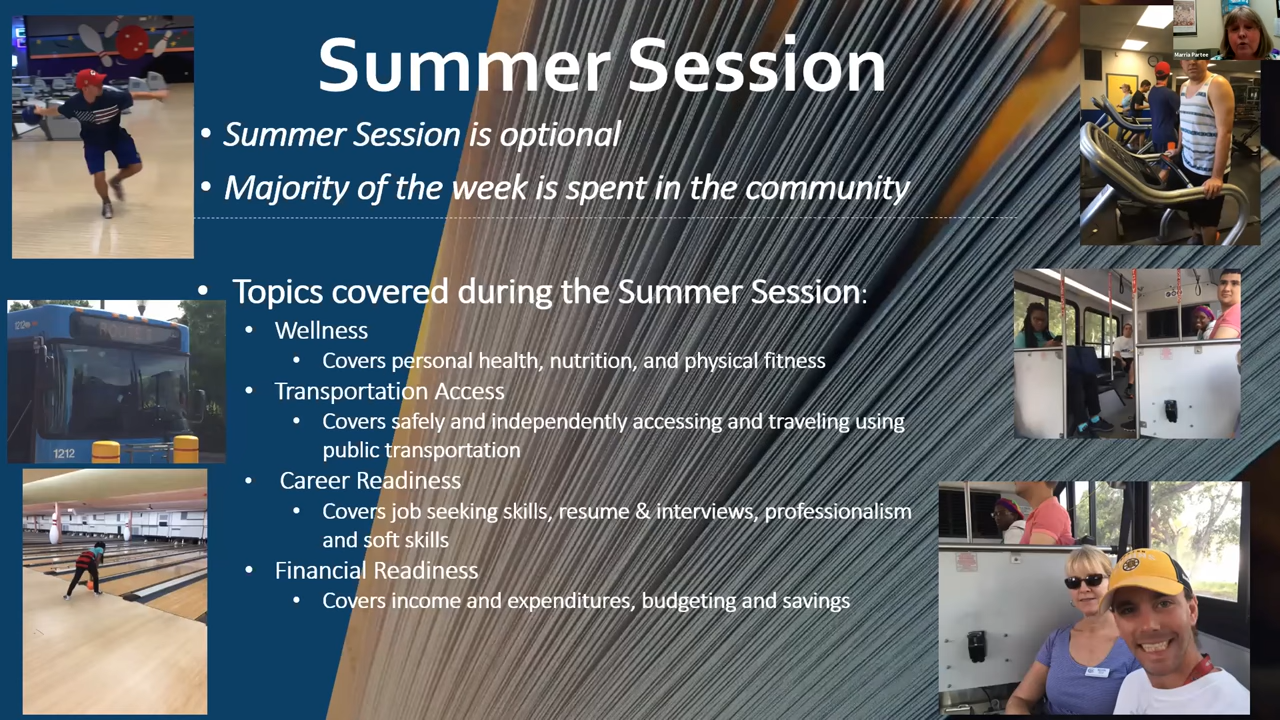 Summer Session
• Summer Session is optional
• Majority of the week is spent in the community
• Topics covered during the Summer Session:
• Wellness
• Covers personal health, nutrition, and physical fitness
• Transportation Access
• Covers safely and independently accessing and traveling using
public transportation
• Career Readiness
• Covers job seeking skills, resume & interviews, professionalism
and soft skills
• Financial Readiness
• Covers income and expenditures, budgeting and savings
Marria Partee
1212